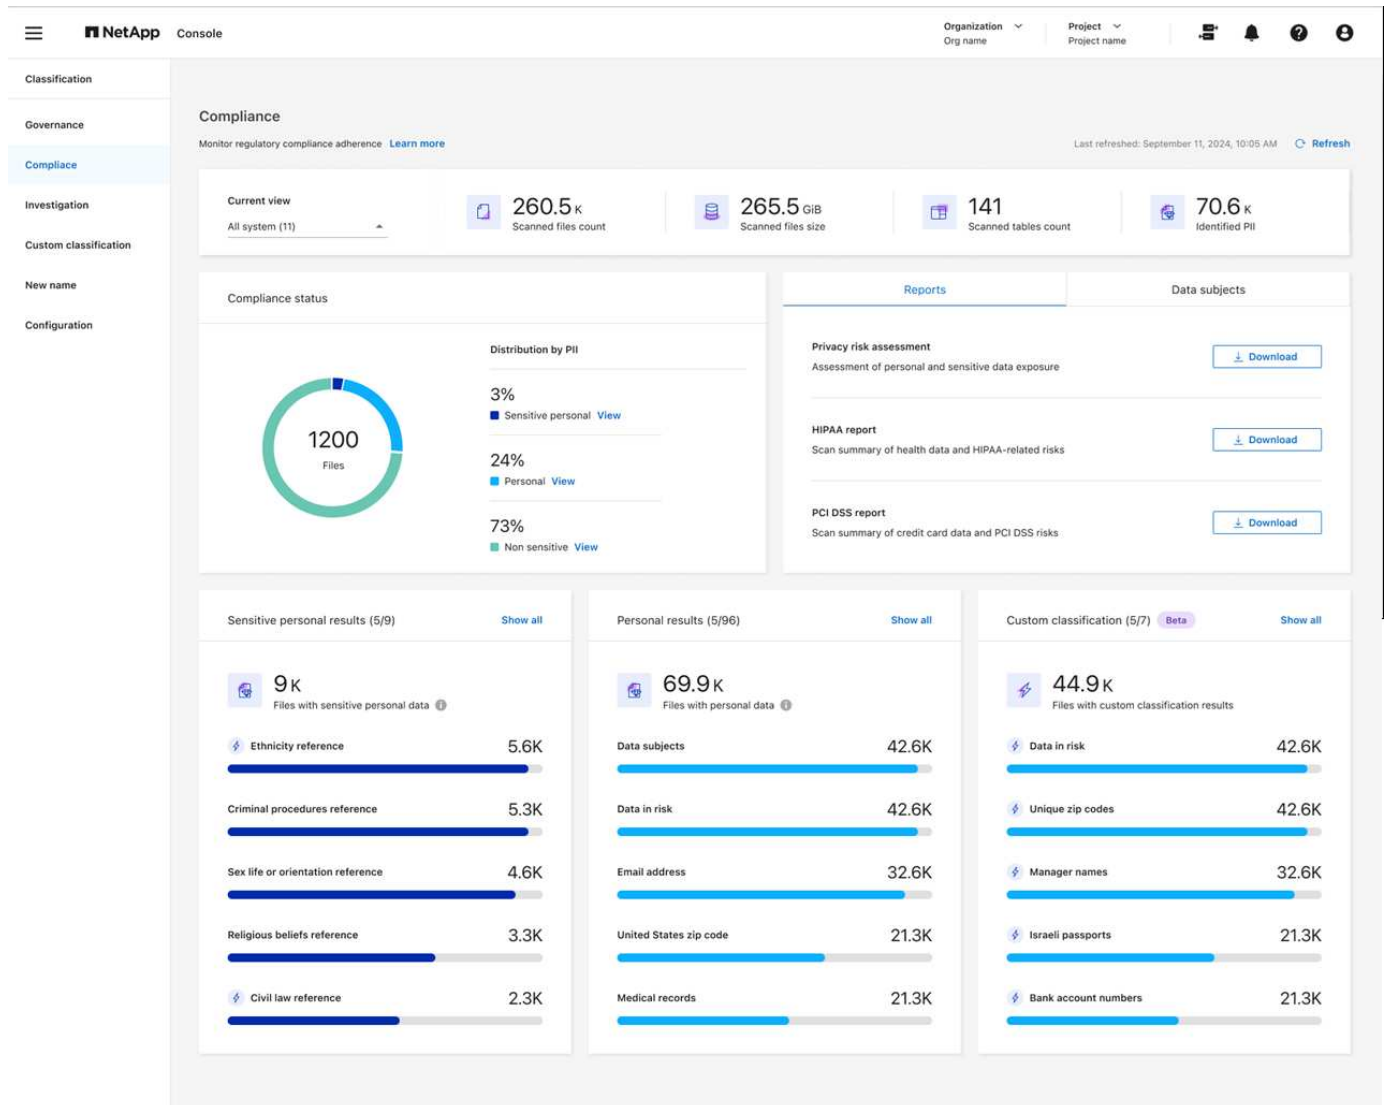 NetApp Console
Organization
Org name
Project
Project name
Classification
Governance
Compliace
Investigation
Custom classification
New name
Configuration
Compliance
Monitor regulatory compliance adherence Learn more
Last refreshed: September 11, 2024, 10:05 AM Refresh
Current view
All system (11)
260.5 K
Scanned files count
265.5 GiB
Scanned files size
141
Scanned tables count
70.6 K
Identified PII
Compliance status
1200
Files
Distribution by PII
3%
Sensitive personal View
24%
Personal View
73%
Non sensitive View
Reports
Data subjects
Privacy risk assessment
Assessment of personal and sensitive data exposure
Download
HIPAA report
Scan summary of health data and HIPAA-related risks
Download
PCI DSS report
Scan summary of credit card data and PCI DSS risks
Download
Sensitive personal results (5/9) Show all
9 K
Files with sensitive personal data
Ethnicity reference 5.6K
Criminal procedures reference 5.3K
Sex life or orientation reference 4.6K
Religious beliefs reference 3.3K
Civil law reference 2.3K
Personal results (5/96) Show all
69.9 K
Files with personal data
Data subjects 42.6K
Data in risk 42.6K
Email address 32.6K
United States zip code 21.3K
Medical records 21.3K
Custom classification (5/7) Beta Show all
44.9 K
Files with custom classification results
Data in risk 42.6K
Unique zip codes 42.6K
Manager names 32.6K
Israeli passports 21.3K
Bank account numbers 21.3K